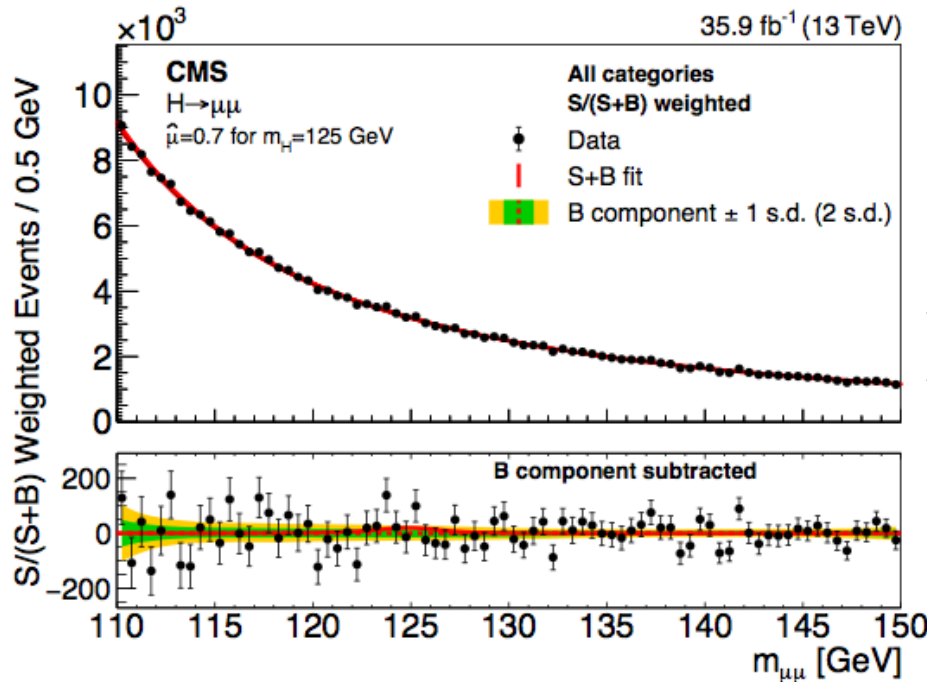 ×10³
35.9 fb⁻¹ (13 TeV)
CMS
H→μμ
μ̂=0.7 for m_H=125 GeV
All categories
S/(S+B) weighted
Data
S+B fit
B component ± 1 s.d. (2 s.d.)
S/(S+B) Weighted Events / 0.5 GeV
10
8
6
4
2
0
B component subtracted
200
0
−200
110 115 120 125 130 135 140 145 150
m_μμ [GeV]